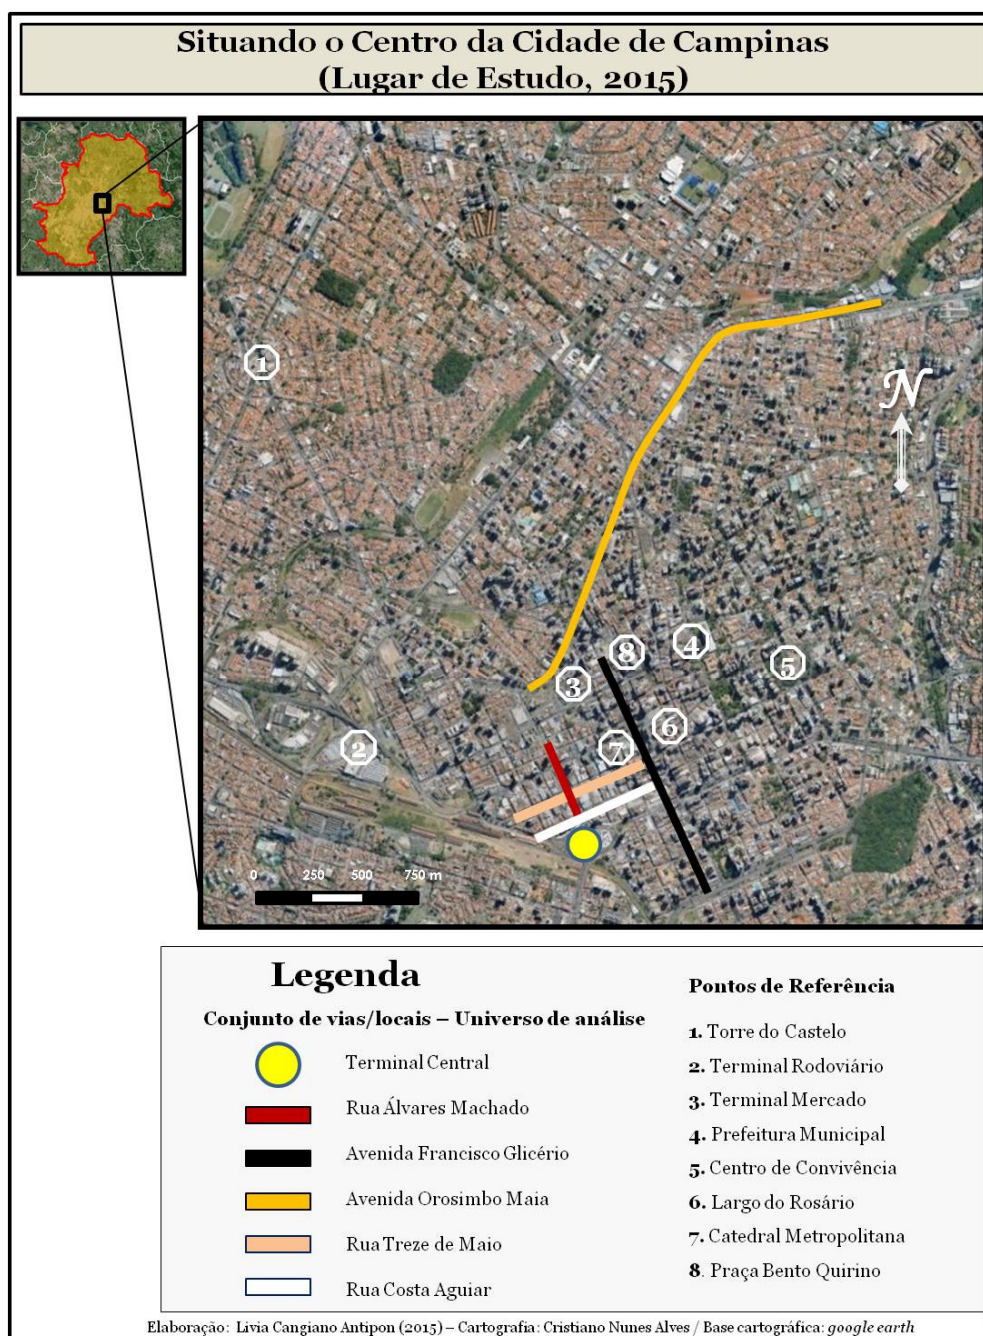 Situando o Centro da Cidade de Campinas
(Lugar de Estudo, 2015)
1
N
8
4
5
3
6
7
2
0 250 500 750 m
Legenda
Conjunto de vias/locais – Universo de análise
Terminal Central
Rua Álvares Machado
Avenida Francisco Glicério
Avenida Orosimbo Maia
Rua Treze de Maio
Rua Costa Aguiar
Pontos de Referência
1. Torre do Castelo
2. Terminal Rodoviário
3. Terminal Mercado
4. Prefeitura Municipal
5. Centro de Convivência
6. Largo do Rosário
7. Catedral Metropolitana
8. Praça Bento Quirino
Elaboração: Livia Cangiano Antipon (2015) – Cartografia: Cristiano Nunes Alves / Base cartográfica: google earth